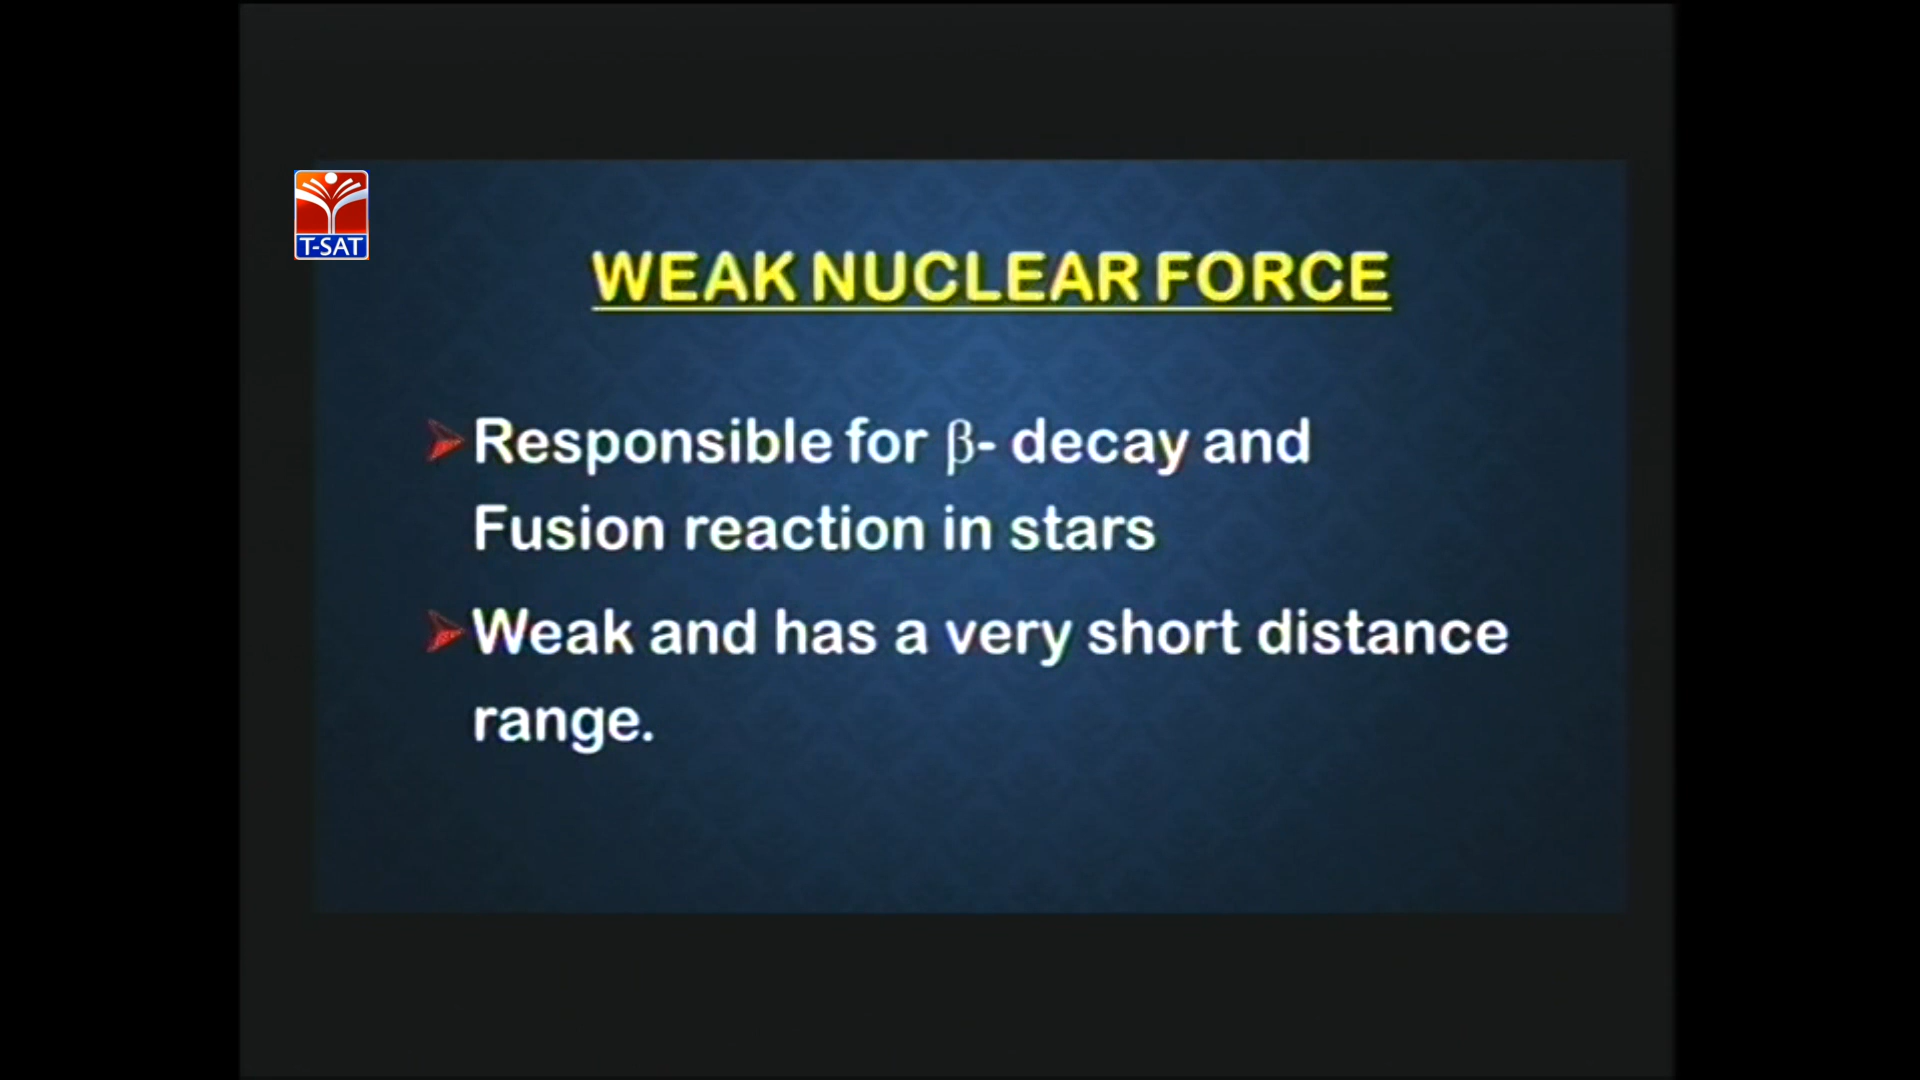 T-SAT
WEAK NUCLEAR FORCE
Responsible for β- decay and
Fusion reaction in stars
Weak and has a very short distance
range.